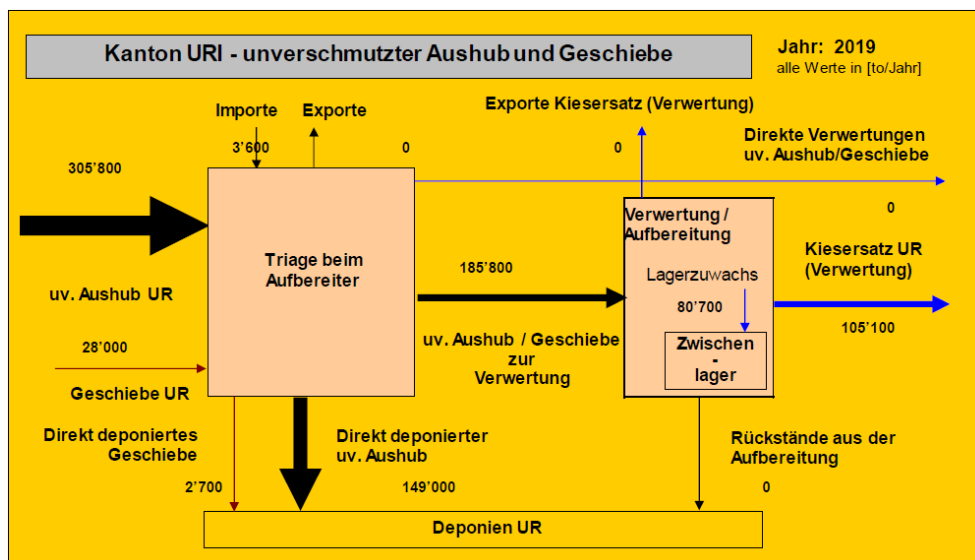 Kanton URI - unverschmutzter Aushub und Geschiebe
Jahr: 2019
alle Werte in [to/Jahr]
Importe
Exporte
Exporte Kiesersatz (Verwertung)
3'600
0
0
Direkte Verwertungen
uv. Aushub/Geschiebe
0
305'800
uv. Aushub UR
Triage beim
Aufbereiter
185'800
uv. Aushub / Geschiebe
zur
Verwertung
Verwertung /
Aufbereitung
Lagerzuwachs
80'700
Zwischen
-
lager
Kiesersatz UR
(Verwertung)
105'100
28'000
Geschiebe UR
Direkt deponiertes
Geschiebe
2'700
Direkt deponierter
uv. Aushub
149'000
Rückstände aus der
Aufbereitung
0
Deponien UR